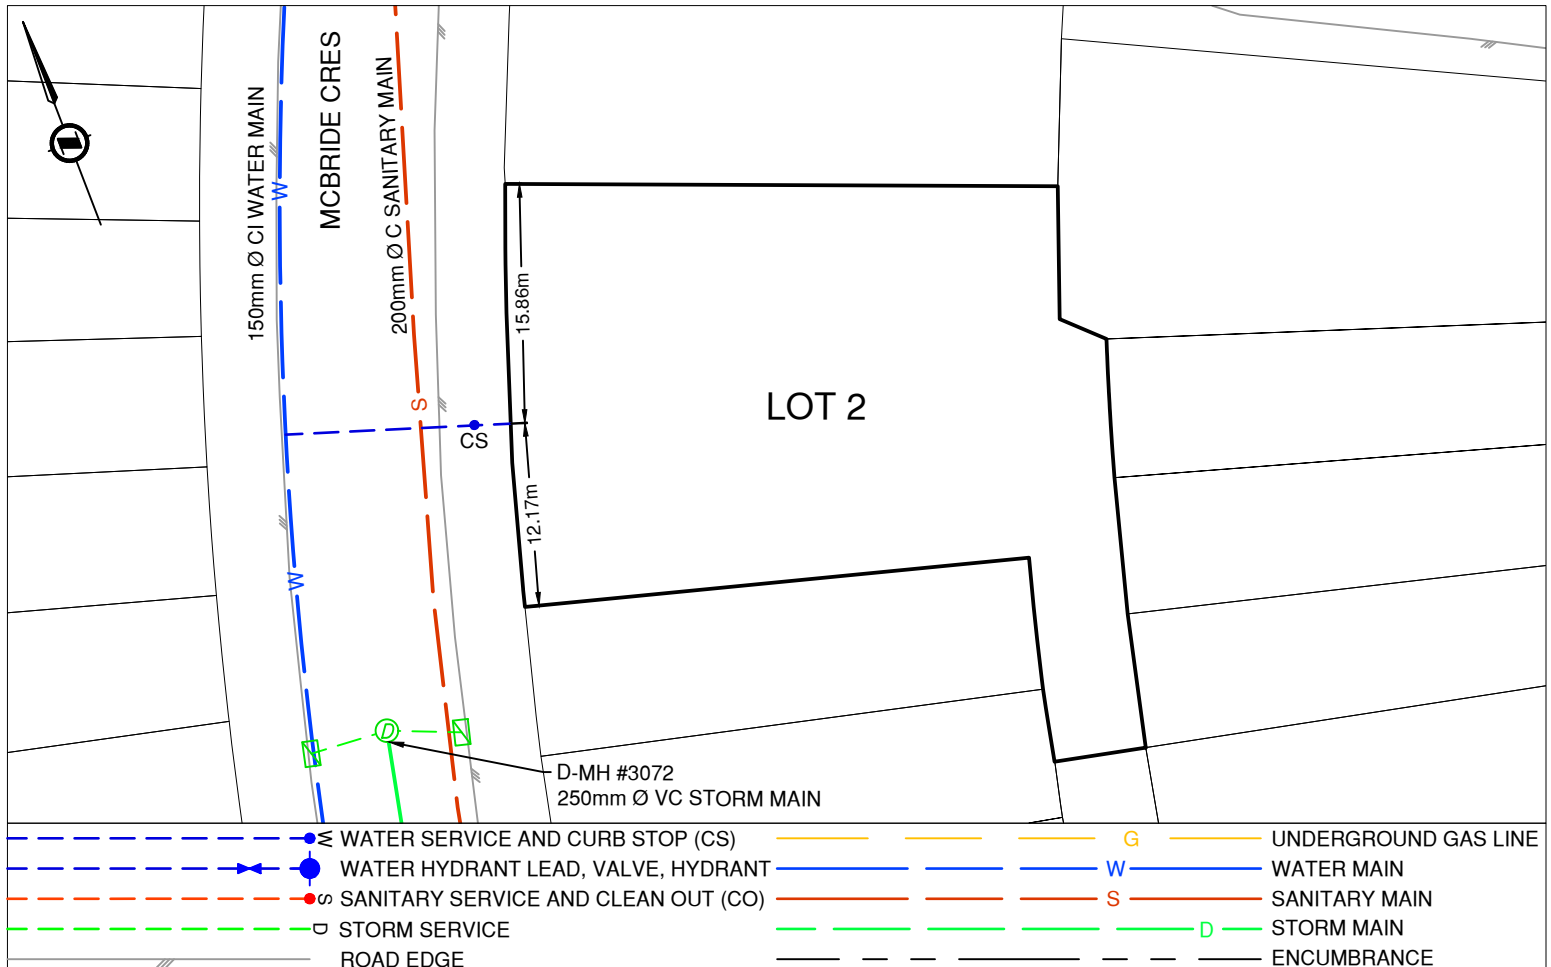 150mm Ø CI WATER MAIN
MCBRIDE CRES
200mm Ø C SANITARY MAIN
W
S
W
15.86m
12.17m
CS
LOT 2
D
D-MH #3072
250mm Ø VC STORM MAIN
W WATER SERVICE AND CURB STOP (CS)
WATER HYDRANT LEAD, VALVE, HYDRANT
S SANITARY SERVICE AND CLEAN OUT (CO)
D STORM SERVICE
ROAD EDGE
G UNDERGROUND GAS LINE
W WATER MAIN
S SANITARY MAIN
D STORM MAIN
ENCUMBRANCE